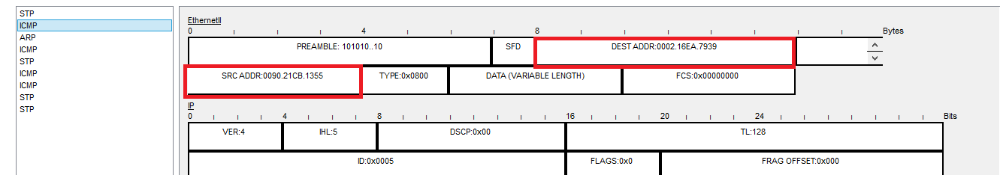 STP
ICMP
ARP
ICMP
STP
ICMP
ICMP
STP
STP
EthernetII
0 4 8 Bytes
PREAMBLE: 101010..10 SFD DEST ADDR:0002.16EA.7939
SRC ADDR:0090.21CB.1355 TYPE:0x0800 DATA (VARIABLE LENGTH) FCS:0x00000000
IP
0 4 8 16 20 24 Bits
VER:4 IHL:5 DSCP:0x00 TL:128
ID:0x0005 FLAGS:0x0 FRAG OFFSET:0x000